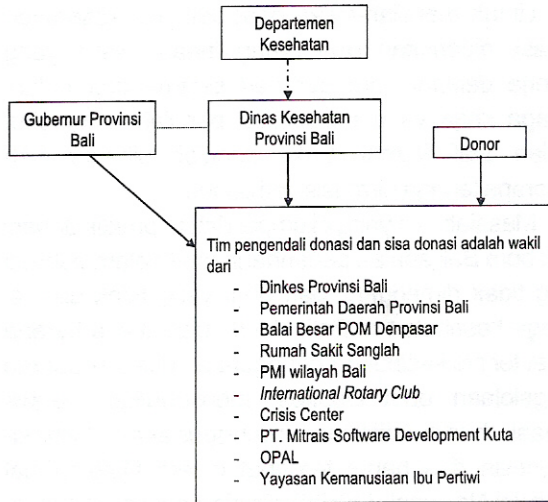 Departemen
Kesehatan
Gubernur Provinsi
Bali
Dinas Kesehatan
Provinsi Bali
Donor
Tim pengendali donasi dan sisa donasi adalah wakil
dari
- Dinkes Provinsi Bali
- Pemerintah Daerah Provinsi Bali
- Balai Besar POM Denpasar
- Rumah Sakit Sanglah
- PMI wilayah Bali
- International Rotary Club
- Crisis Center
- PT. Mitrais Software Development Kuta
- OPAL
- Yayasan Kemanusiaan Ibu Pertiwi